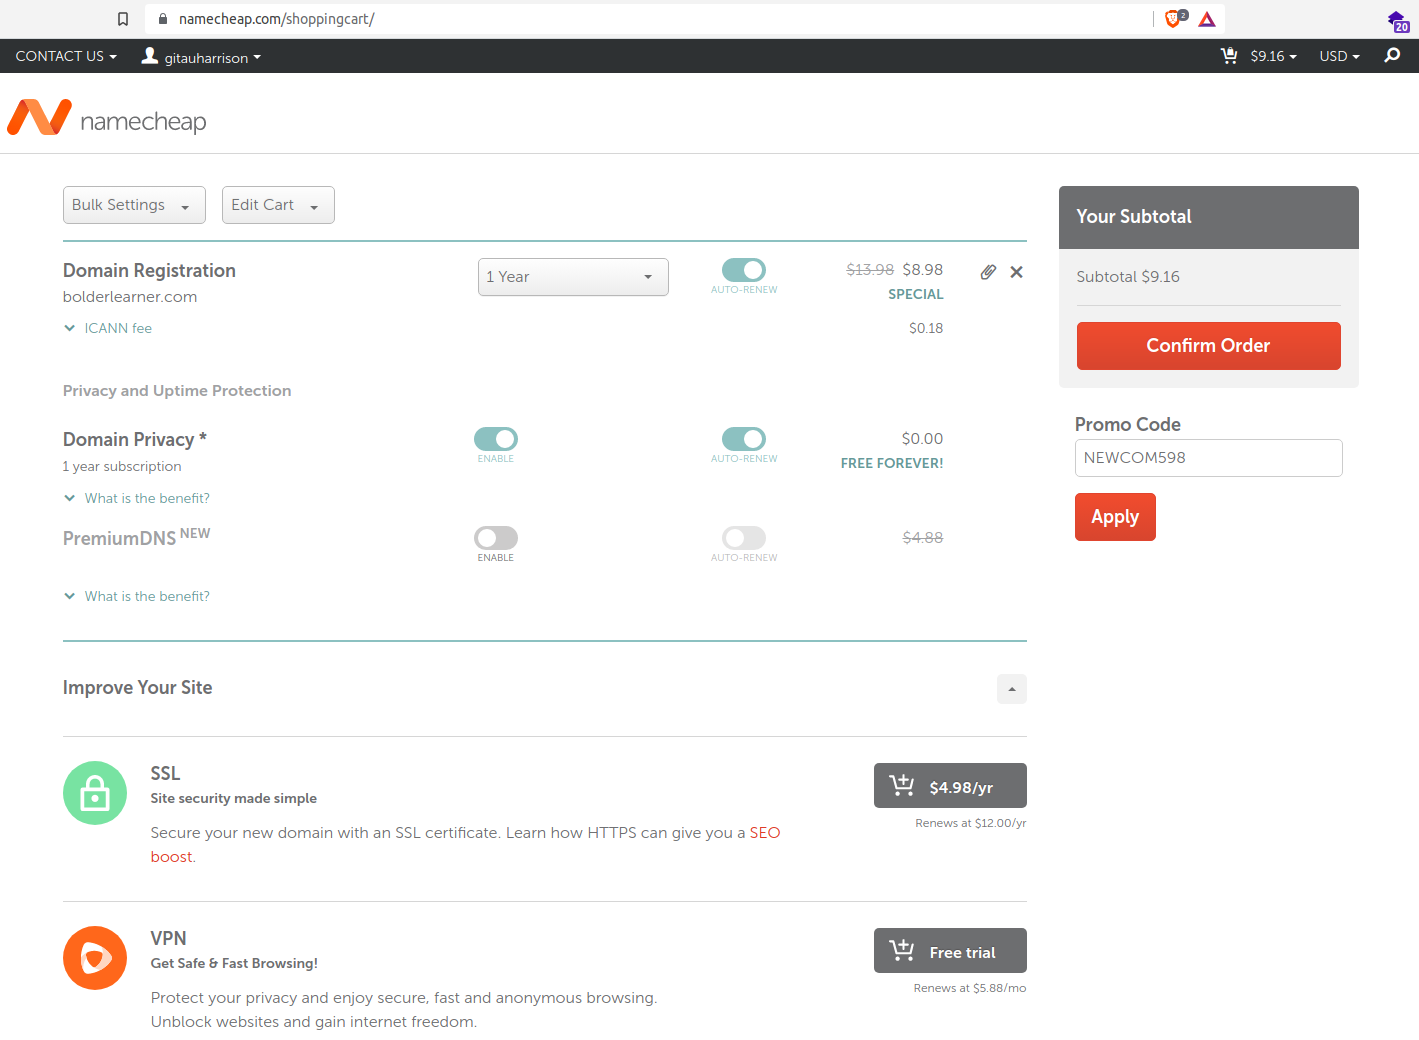 namecheap.com/shoppingcart/
2
20
CONTACT US
gitauharrison
$9.16
USD
namecheap
Bulk Settings
Edit Cart
Domain Registration
1 Year
AUTO-RENEW
$13.98 $8.98
bolderlearner.com
SPECIAL
ICANN fee
$0.18
Privacy and Uptime Protection
Domain Privacy *
ENABLE
AUTO-RENEW
$0.00
1 year subscription
FREE FOREVER!
What is the benefit?
PremiumDNS NEW
ENABLE
AUTO-RENEW
$4.88
What is the benefit?
Your Subtotal
Subtotal $9.16
Confirm Order
Promo Code
NEWCOM598
Apply
Improve Your Site
SSL
Site security made simple
Secure your new domain with an SSL certificate. Learn how HTTPS can give you a SEO
boost.
$4.98/yr
Renews at $12.00/yr
VPN
Get Safe & Fast Browsing!
Protect your privacy and enjoy secure, fast and anonymous browsing.
Unblock websites and gain internet freedom.
Free trial
Renews at $5.88/mo